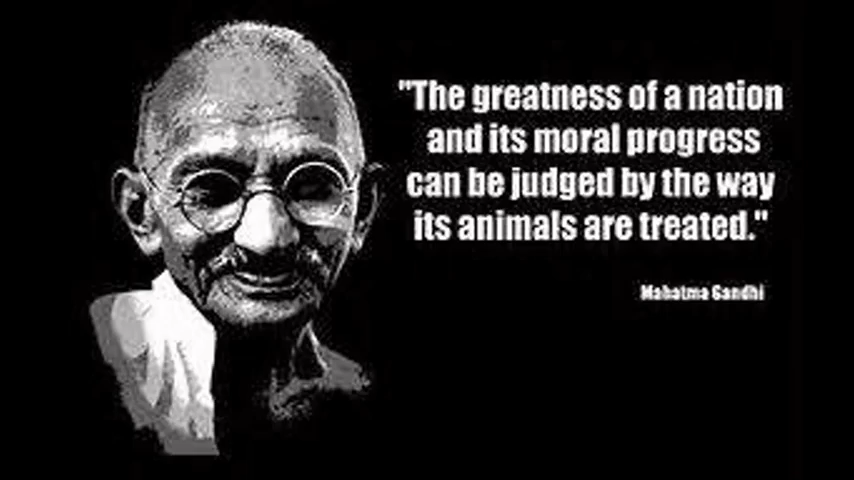 "The greatness of a nation
and its moral progress
can be judged by the way
its animals are treated."
Mahatma Gandhi